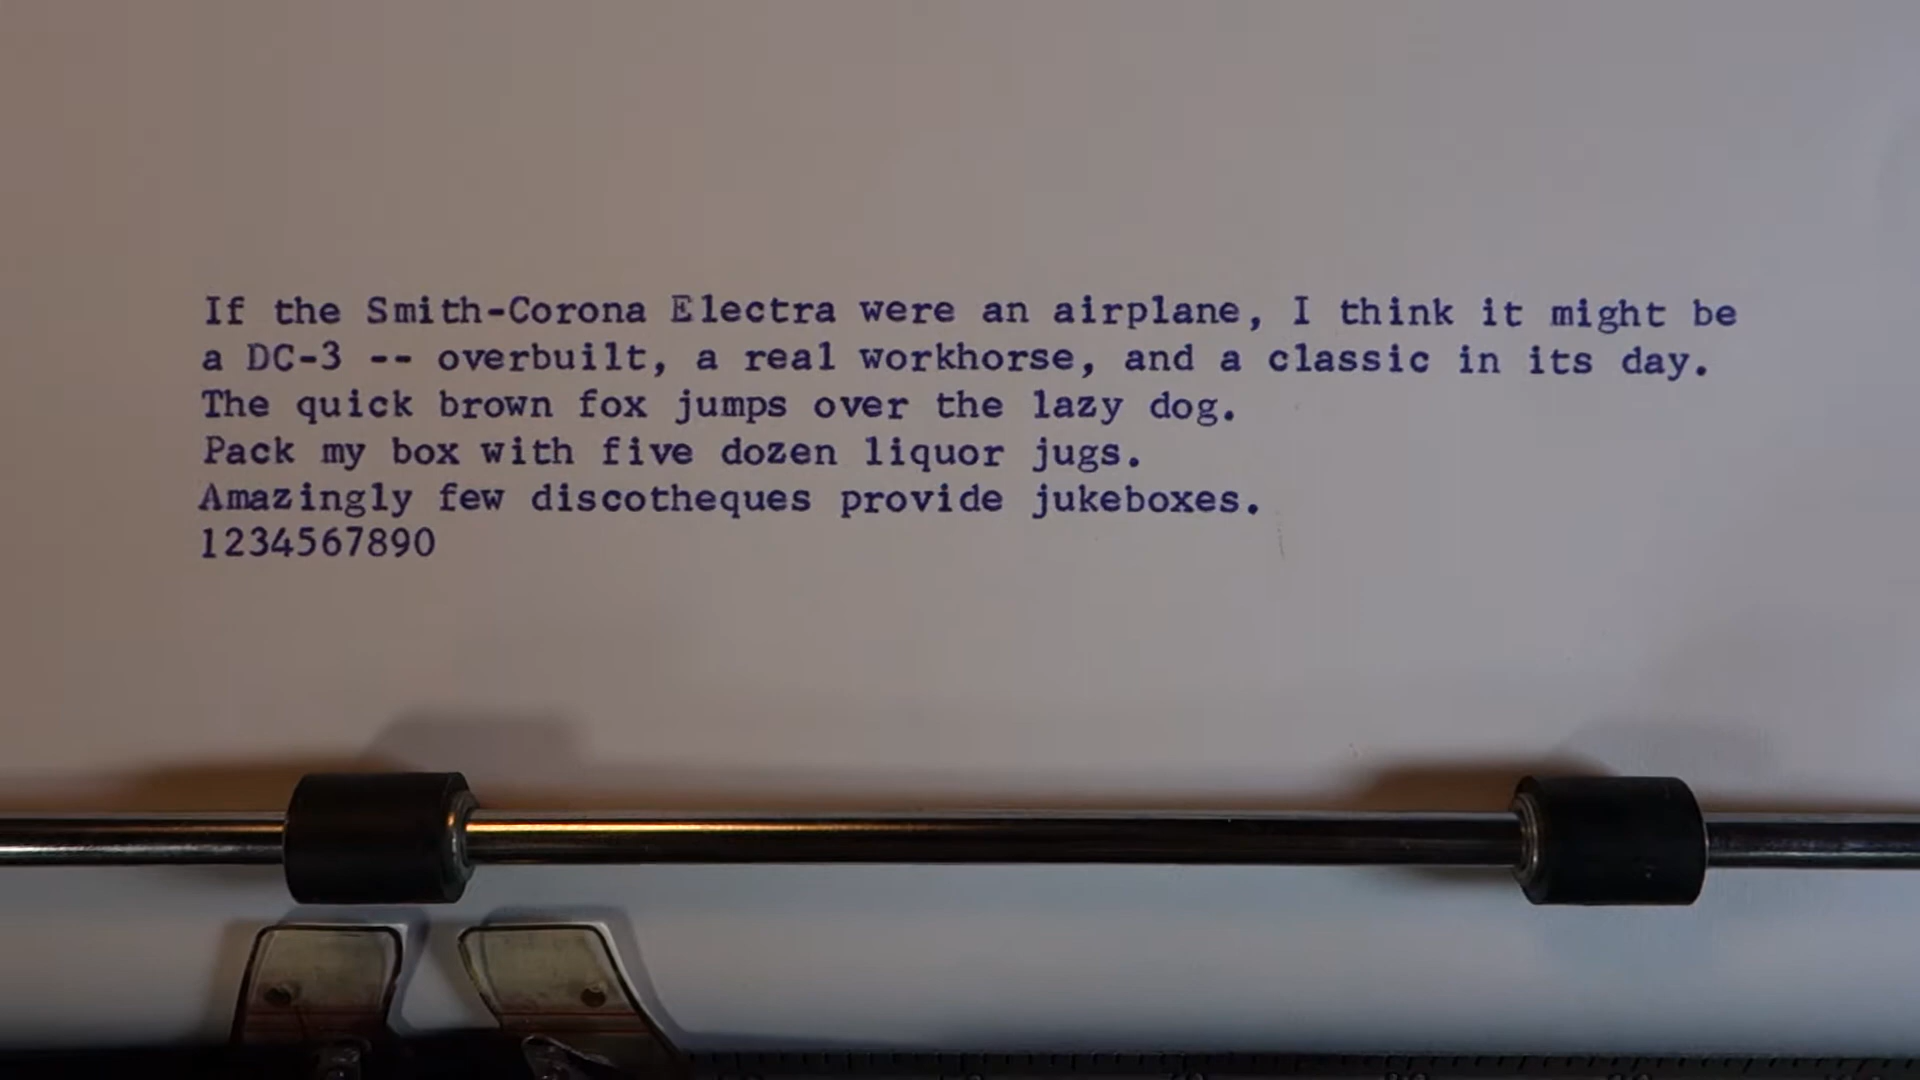 If the Smith-Corona Electra were an airplane, I think it might be
a DC-3 -- overbuilt, a real workhorse, and a classic in its day.
The quick brown fox jumps over the lazy dog.
Pack my box with five dozen liquor jugs.
Amazingly few discotheques provide jukeboxes.
1234567890